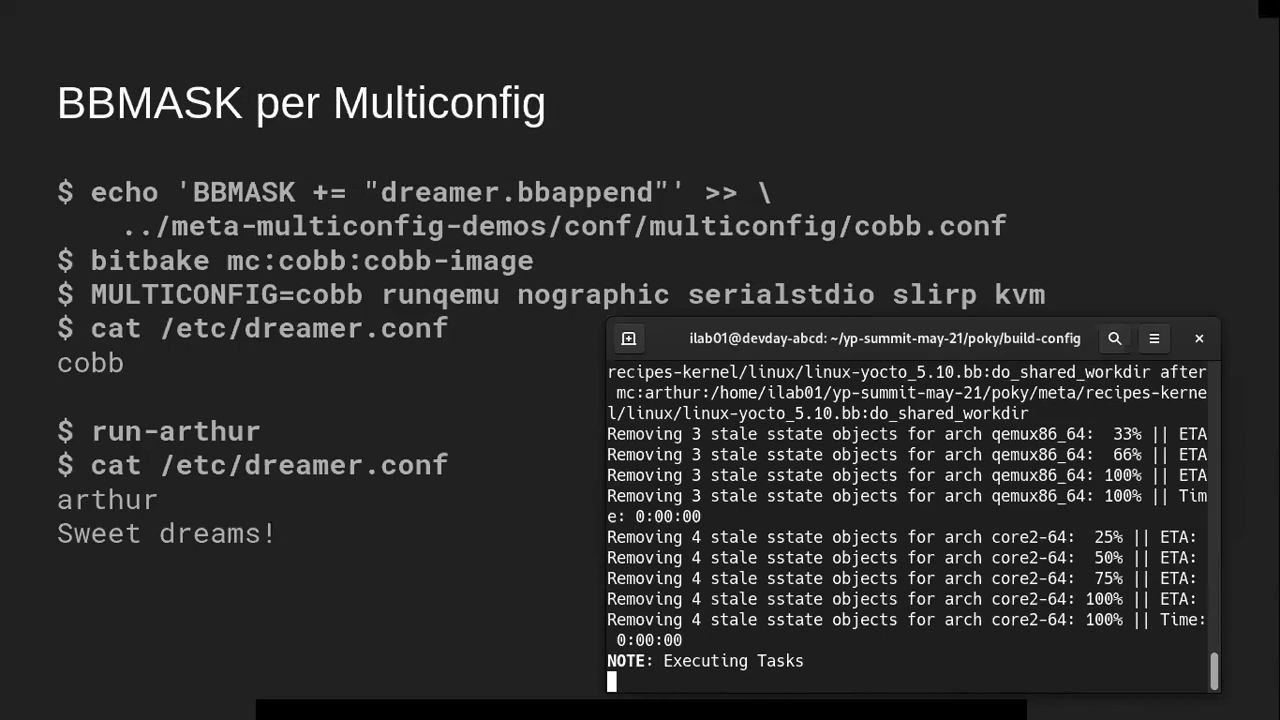 BBMASK per Multiconfig
$ echo 'BBMASK += "dreamer.bbappend"' >> \
../meta-multiconfig-demos/conf/multiconfig/cobb.conf
$ bitbake mc:cobb:cobb-image
$ MULTICONFIG=cobb runqemu nographic serialstdio slirp kvm
$ cat /etc/dreamer.conf
cobb
$ run-arthur
$ cat /etc/dreamer.conf
arthur
Sweet dreams!
ilab01@devday-abcd: ~/yp-summit-may-21/poky/build-config
recipes-kernel/linux/linux-yocto_5.10.bb:do_shared_workdir after
mc:arthur:/home/ilab01/yp-summit-may-21/poky/meta/recipes-kerne
l/linux/linux-yocto_5.10.bb:do_shared_workdir
Removing 3 stale sstate objects for arch qemux86_64:  33% || ETA
Removing 3 stale sstate objects for arch qemux86_64:  66% || ETA
Removing 3 stale sstate objects for arch qemux86_64: 100% || ETA
Removing 3 stale sstate objects for arch qemux86_64: 100% || Tim
e: 0:00:00
Removing 4 stale sstate objects for arch core2-64:  25% || ETA:
Removing 4 stale sstate objects for arch core2-64:  50% || ETA:
Removing 4 stale sstate objects for arch core2-64:  75% || ETA:
Removing 4 stale sstate objects for arch core2-64: 100% || ETA:
Removing 4 stale sstate objects for arch core2-64: 100% || Time:
0:00:00
NOTE: Executing Tasks